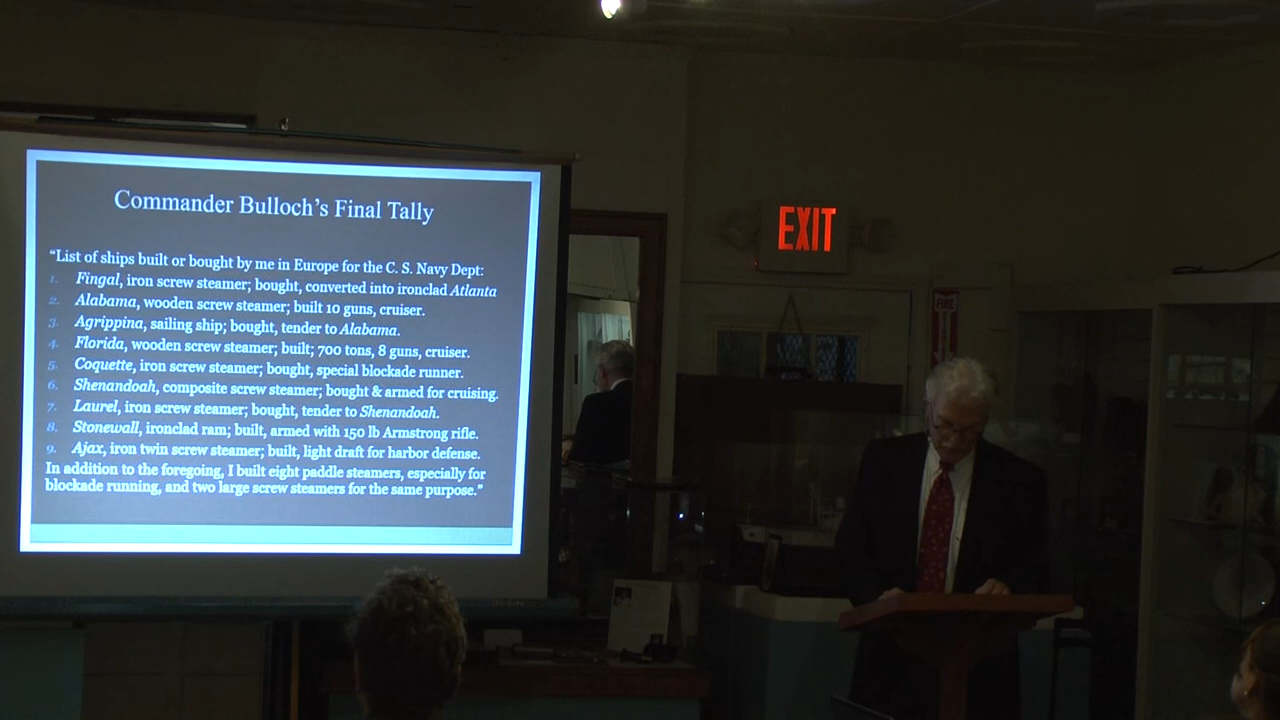 Commander Bulloch's Final Tally
“List of ships built or bought by me in Europe for the C. S. Navy Dept:
1. Fingal, iron screw steamer; bought, converted into ironclad Atlanta
2. Alabama, wooden screw steamer; built 10 guns, cruiser.
3. Agrippina, sailing ship; bought, tender to Alabama.
4. Florida, wooden screw steamer; built; 700 tons, 8 guns, cruiser.
5. Coquette, iron screw steamer; bought, special blockade runner.
6. Shenandoah, composite screw steamer; bought & armed for cruising.
7. Laurel, iron screw steamer; bought, tender to Shenandoah.
8. Stonewall, ironclad ram; built, armed with 150 lb Armstrong rifle.
9. Ajax, iron twin screw steamer; built, light draft for harbor defense.
In addition to the foregoing, I built eight paddle steamers, especially for
blockade running, and two large screw steamers for the same purpose.”
EXIT
FIRE